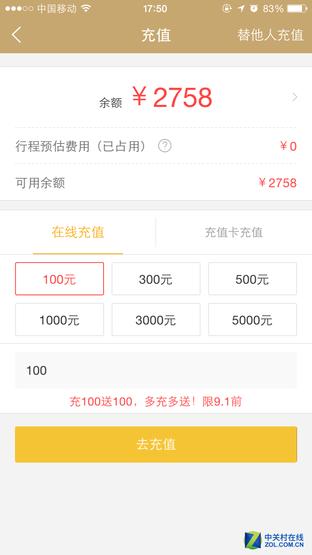 中国移动 17:50 83%
充值 替他人充值
余额 ￥2758
行程预估费用（已占用） ? ￥0
可用余额 ￥2758
在线充值 充值卡充值
100元 300元 500元
1000元 3000元 5000元
100
充100送100，多充多送！限9.1前
去充值
Z 中关村在线
ZOL.COM.CN